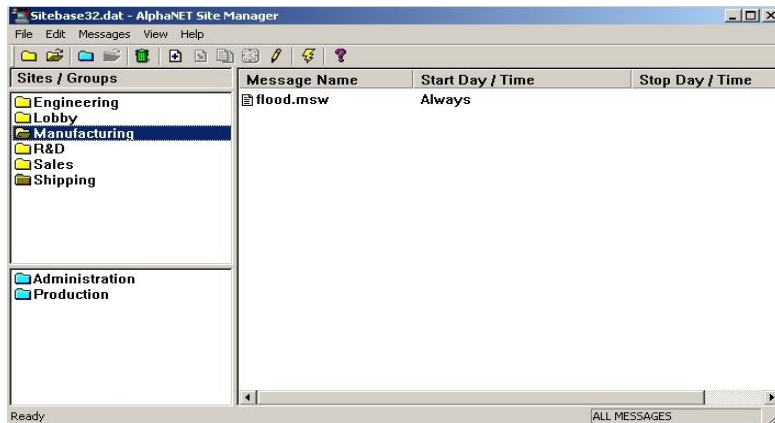 Sitebase32.dat - AlphaNET Site Manager
File Edit Messages View Help
Sites / Groups
Message Name Start Day / Time Stop Day / Time
Engineering
Lobby
Manufacturing
R&D
Sales
Shipping
flood.msw Always
Administration
Production
Ready ALL MESSAGES